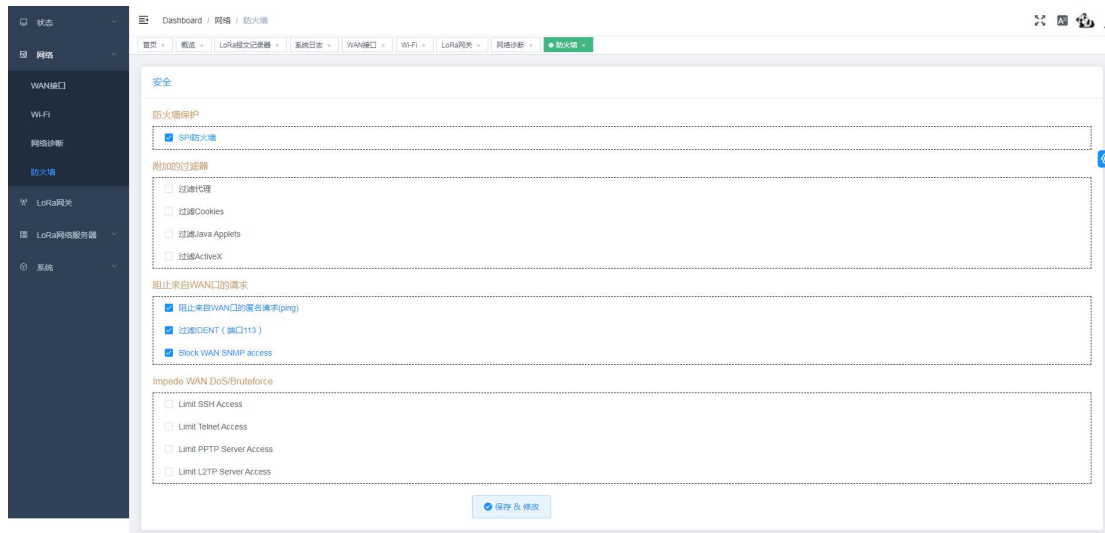 状态
网络
WAN接口
Wi-Fi
网络诊断
防火墙
LoRa网关
LoRa网络服务器
系统
Dashboard / 网络 / 防火墙
首页 ×
概览 ×
LoRa报文记录器 ×
系统日志 ×
WAN接口 ×
Wi-Fi ×
LoRa网关 ×
网络诊断 ×
防火墙 ×
安全
防火墙保护
SPI防火墙
附加的过滤器
过滤代理
过滤Cookies
过滤Java Applets
过滤ActiveX
阻止来自WAN口的请求
阻止来自WAN口的匿名请求(ping)
过滤IDENT（端口113）
Block WAN SNMP access
Impede WAN DoS/Bruteforce
Limit SSH Access
Limit Telnet Access
Limit PPTP Server Access
Limit L2TP Server Access
保存 & 修改